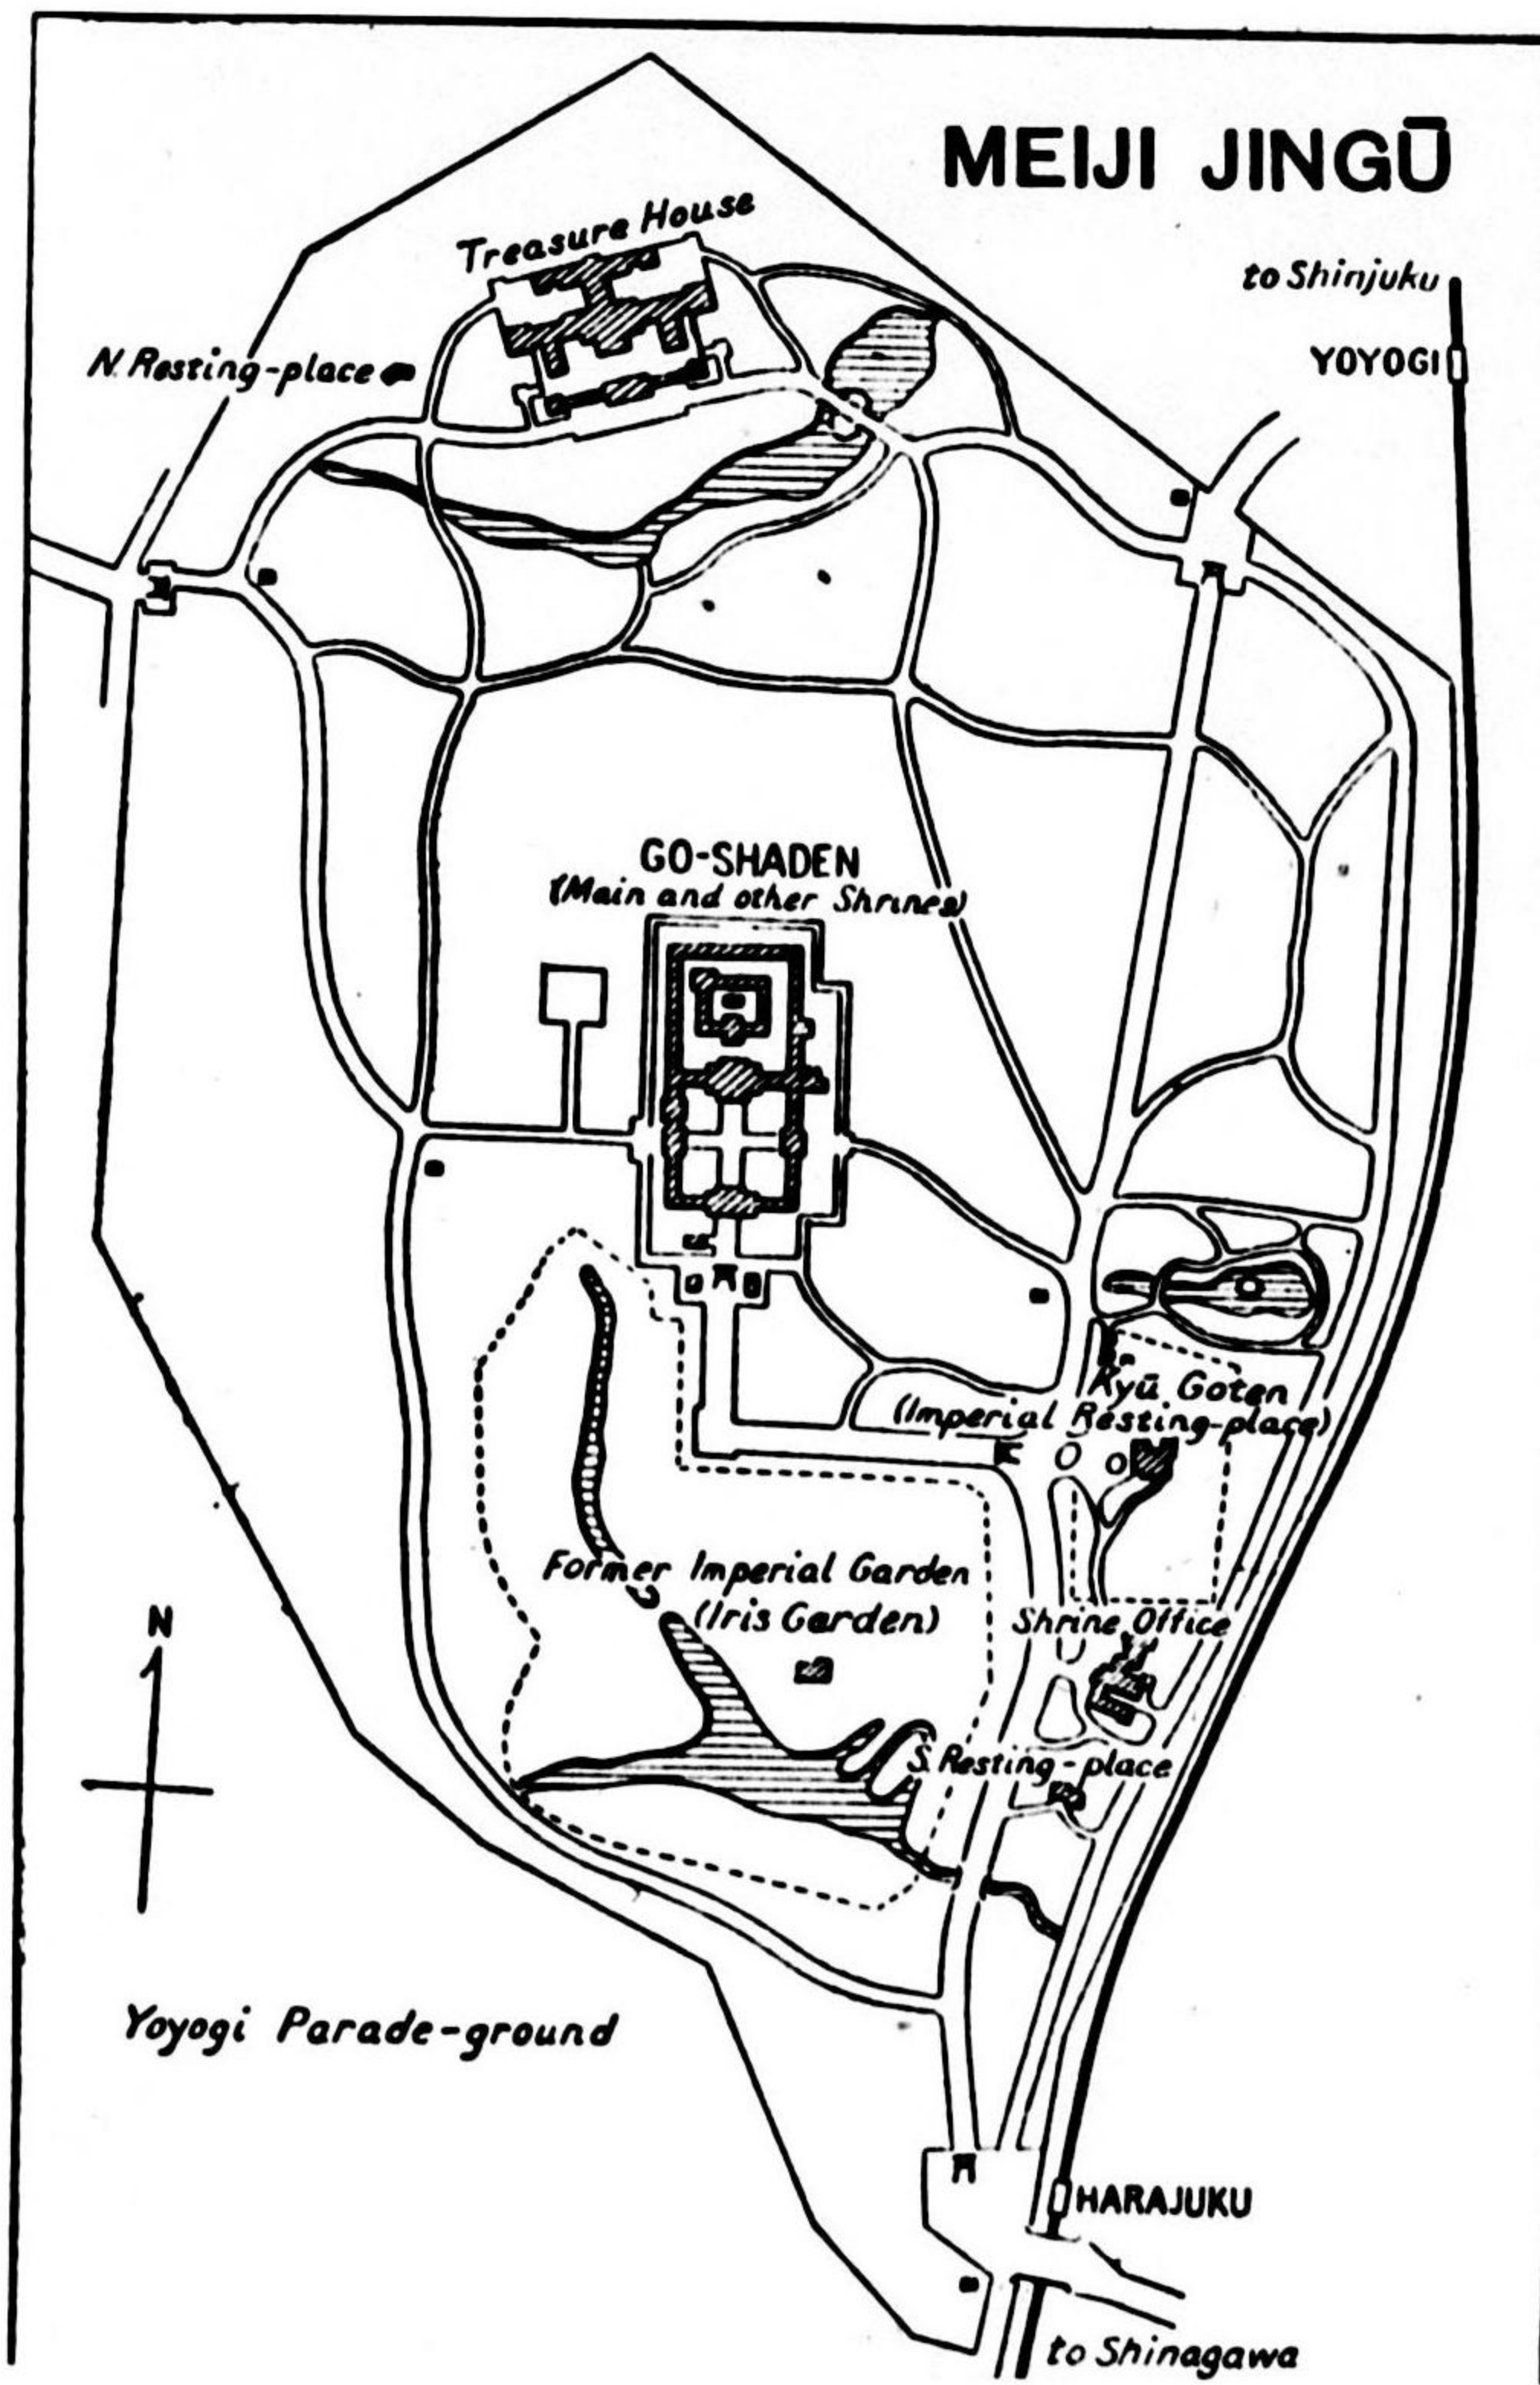 MEIJI JINGŪ
Treasure House
to Shinjuku
YOYOGI
N. Resting-place
GO-SHADEN
(Main and other Shrines)
Kyū Goten
(Imperial Resting-place)
Former Imperial Garden
(Iris Garden)
Shrine Office
N
S. Resting-place
Yoyogi Parade-ground
HARAJUKU
to Shinagawa